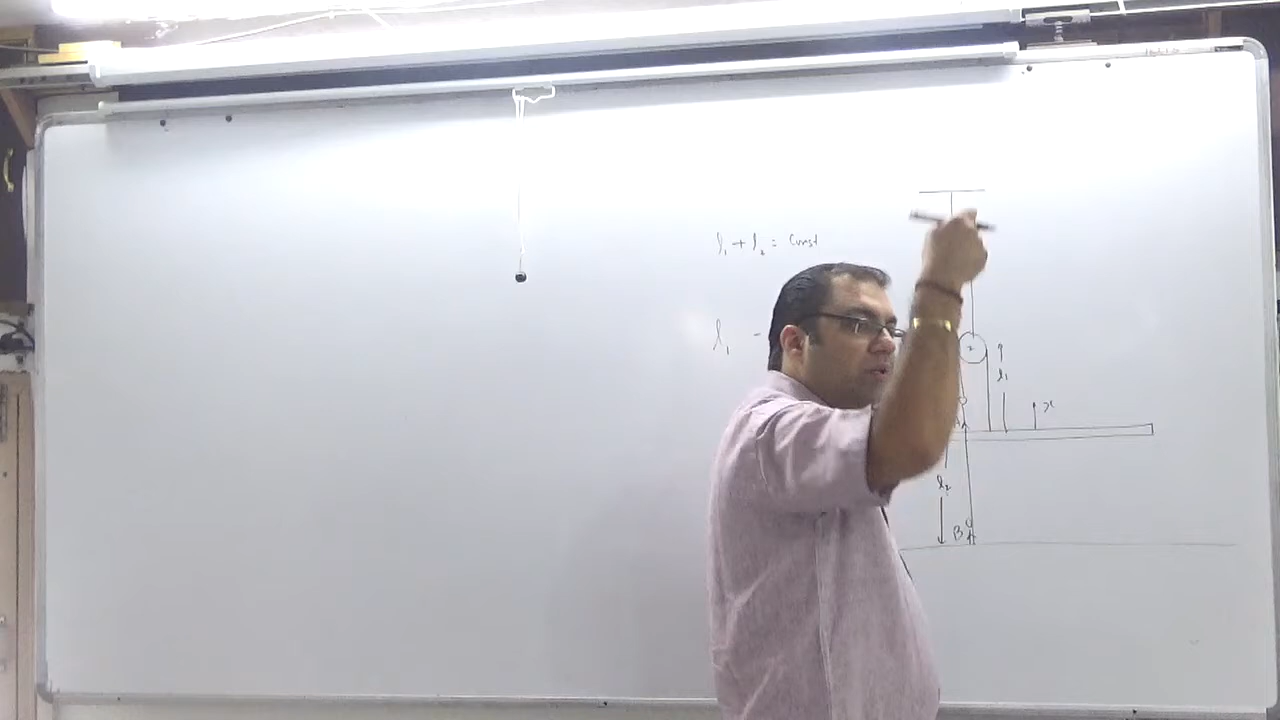 l₁ + l₂ = Const
l₁ -
l₁
x
l₂
B